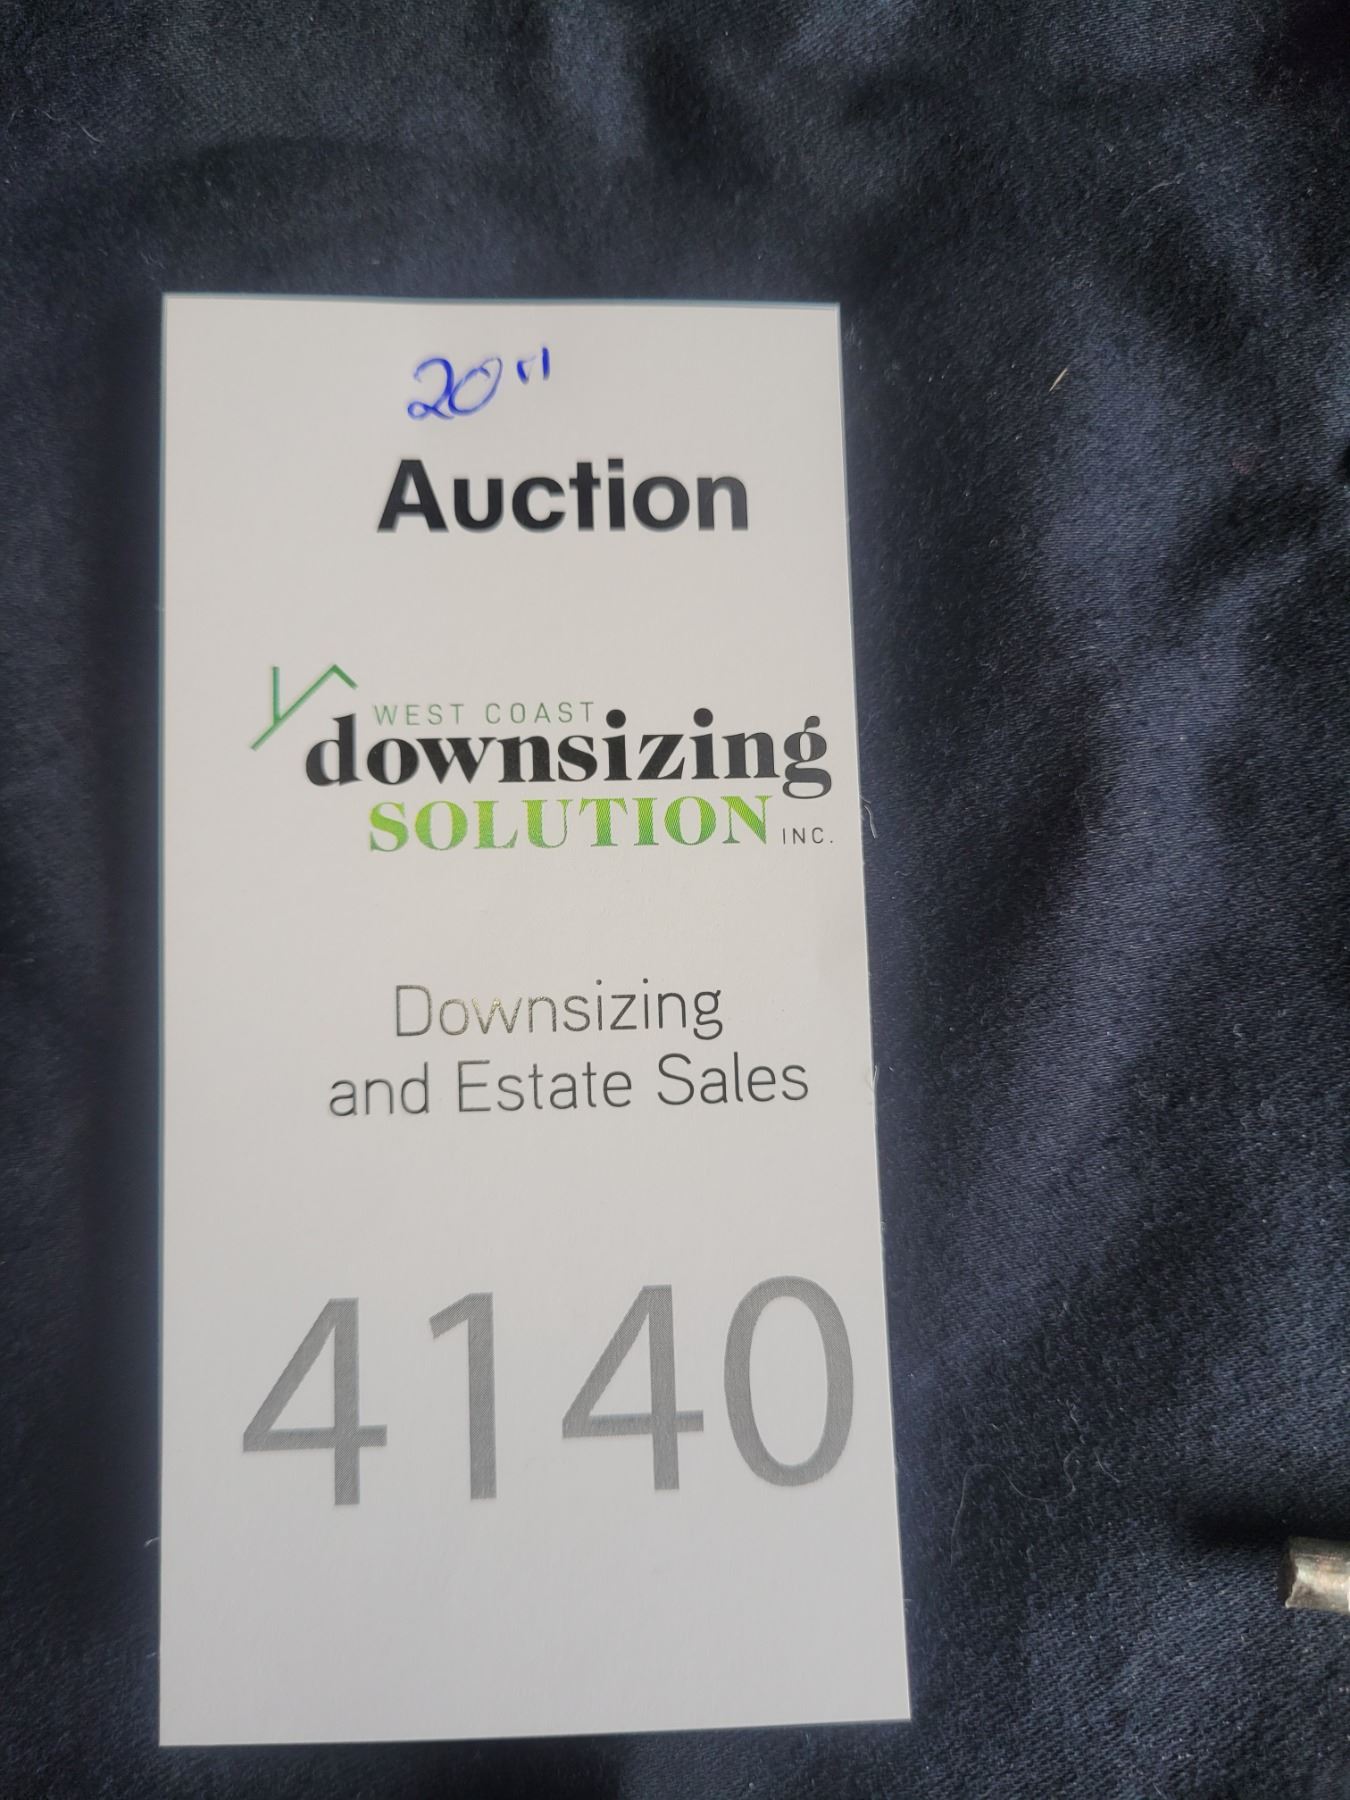 20"
Auction
WEST COAST
downsizing
SOLUTION INC.
Downsizing
and Estate Sales
4140